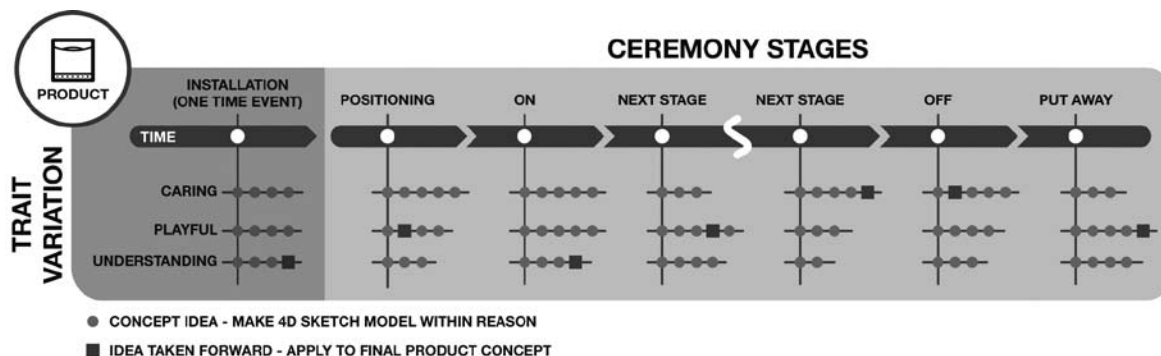 CEREMONY STAGES
PRODUCT
INSTALLATION
(ONE TIME EVENT)
POSITIONING
ON
NEXT STAGE
NEXT STAGE
OFF
PUT AWAY
TIME
TRAIT
VARIATION
CARING
PLAYFUL
UNDERSTANDING
CONCEPT IDEA - MAKE 4D SKETCH MODEL WITHIN REASON
IDEA TAKEN FORWARD - APPLY TO FINAL PRODUCT CONCEPT